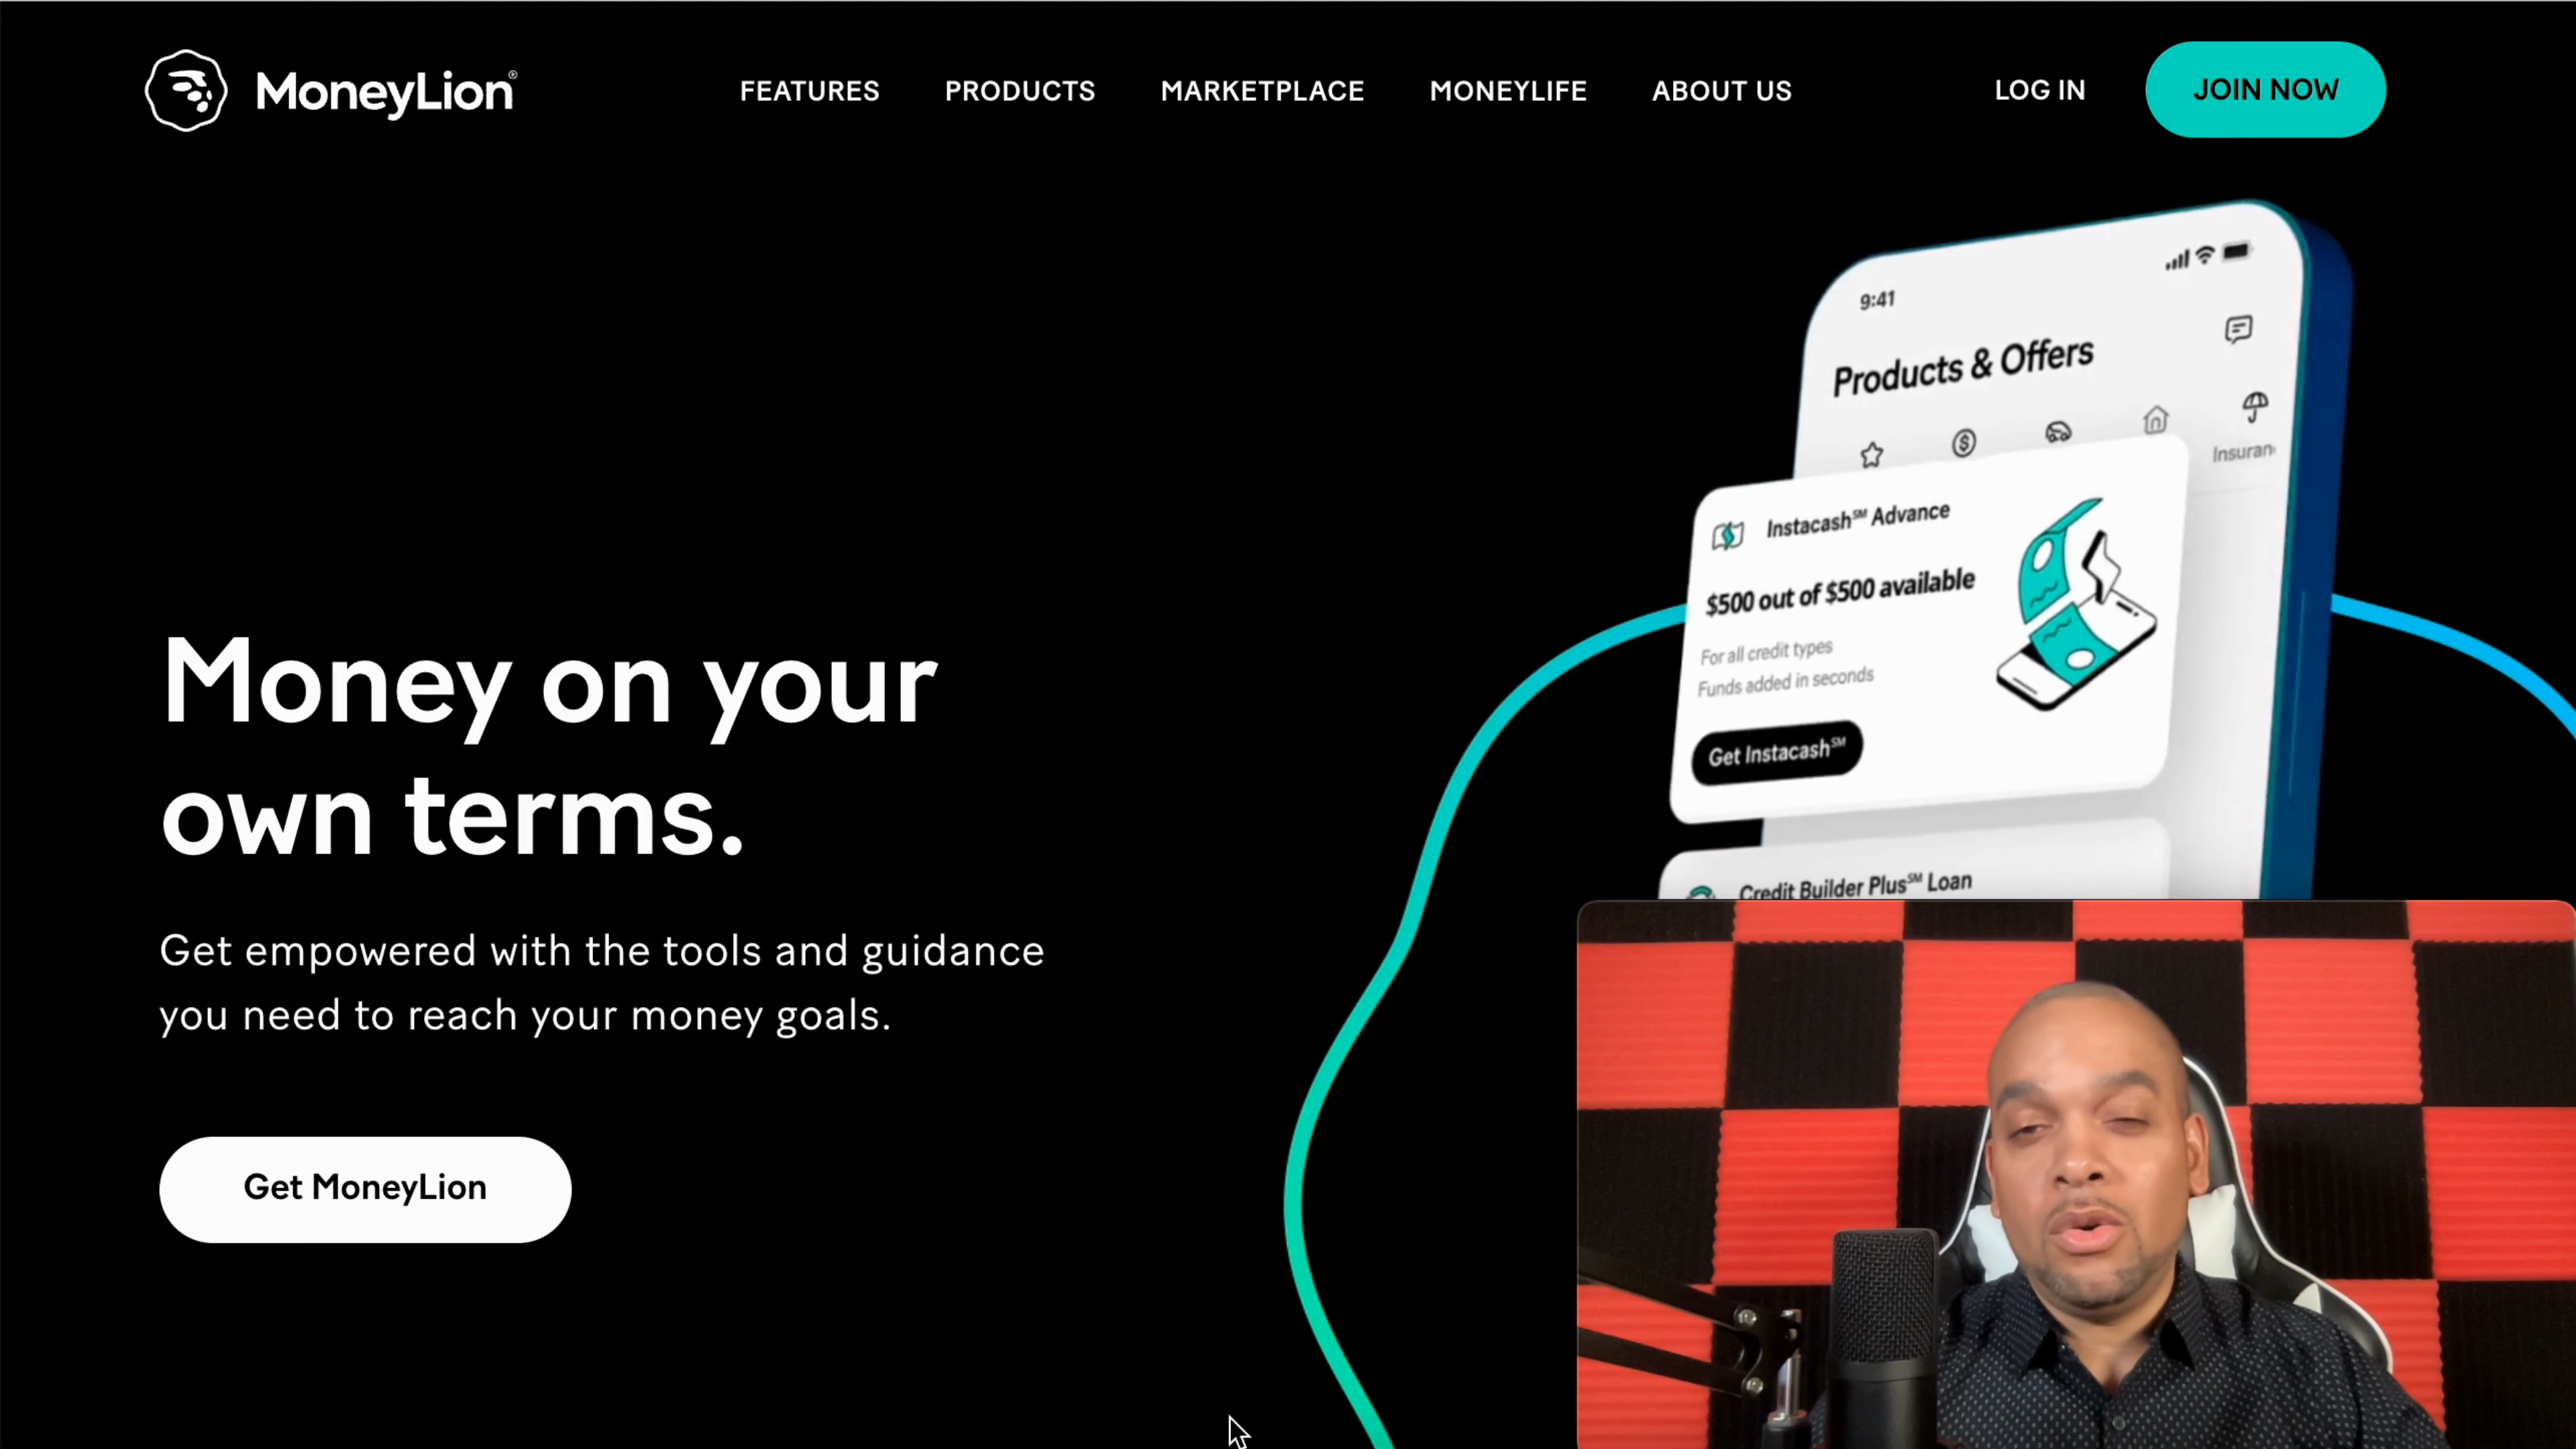 MoneyLion®
FEATURES
PRODUCTS
MARKETPLACE
MONEYLIFE
ABOUT US
LOG IN
JOIN NOW
9:41
Products & Offers
Instacash℠ Advance
$500 out of $500 available
For all credit types
Funds added in seconds
Get Instacash℠
Credit Builder Plus℠ Loan
Money on your
own terms.
Get empowered with the tools and guidance
you need to reach your money goals.
Get MoneyLion